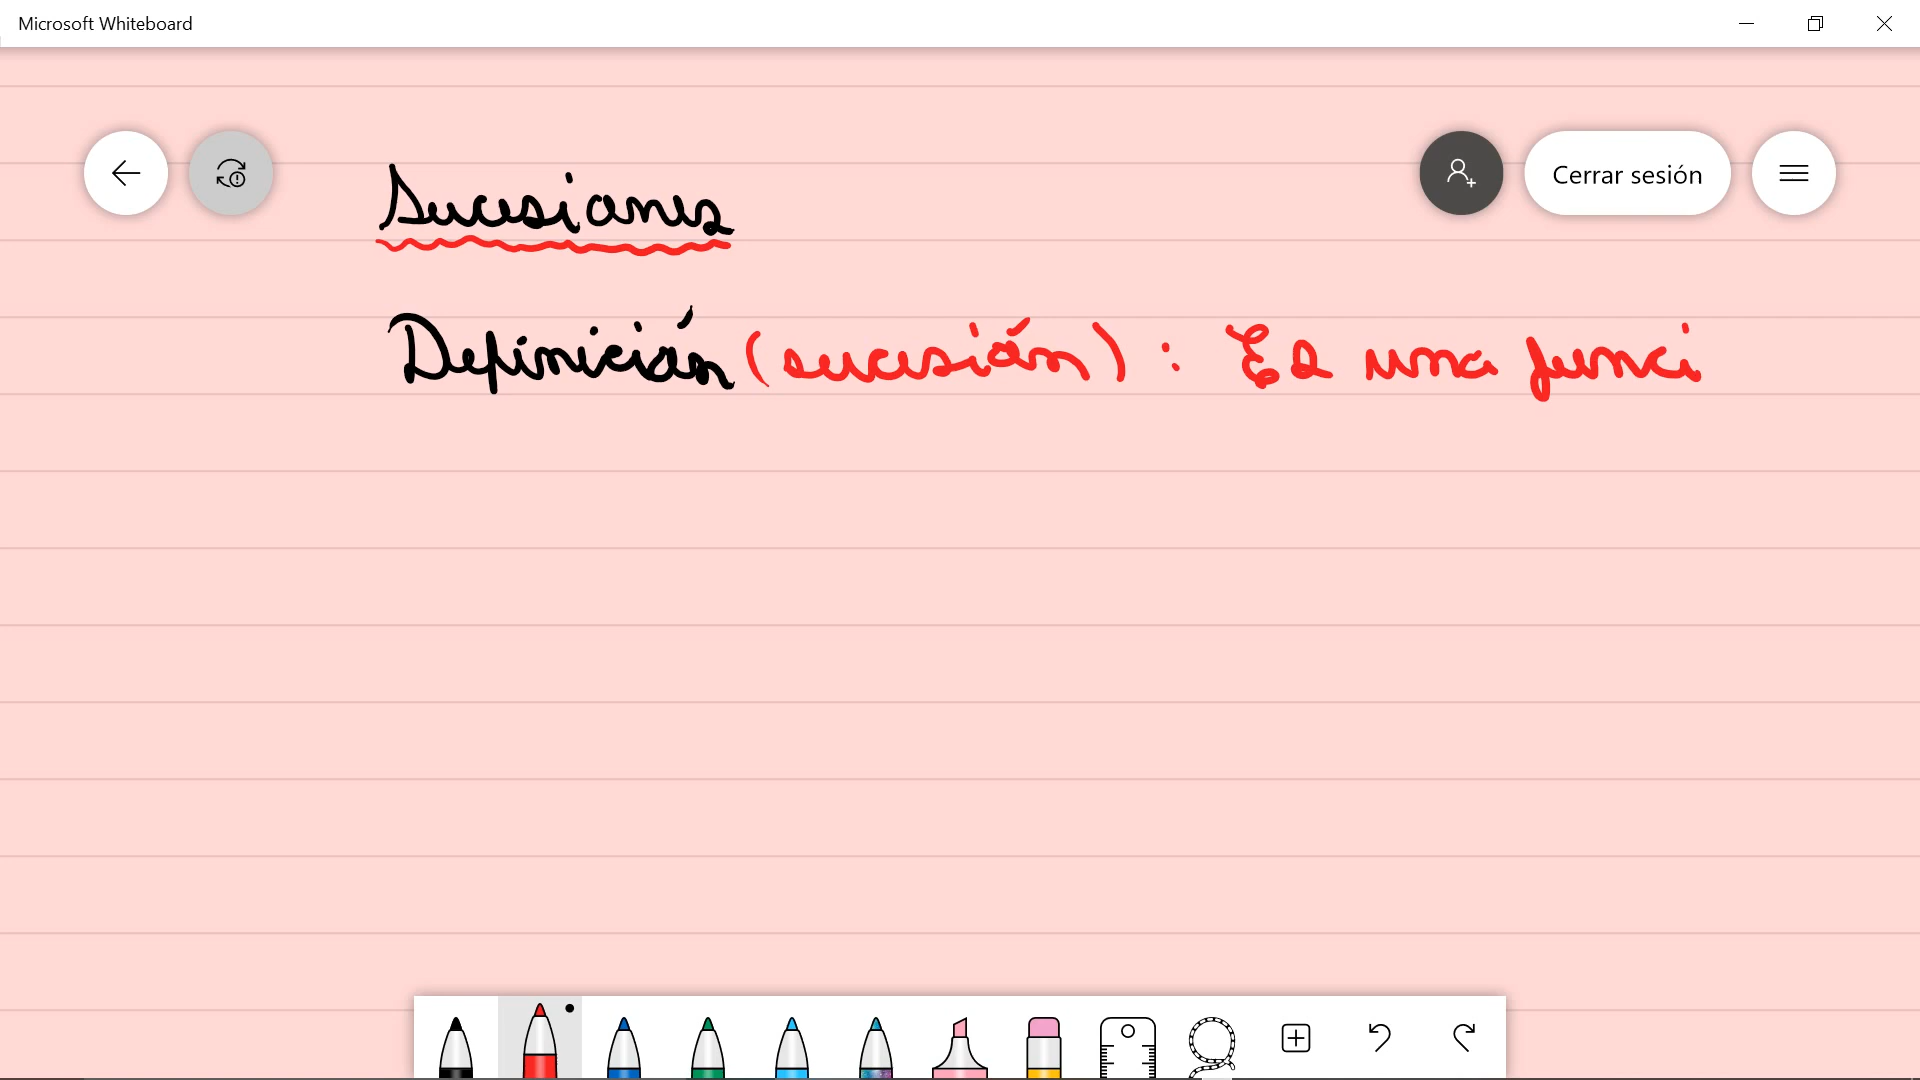 Microsoft Whiteboard
Cerrar sesión
Sucesiones
Definición (sucesión) : Es una funci